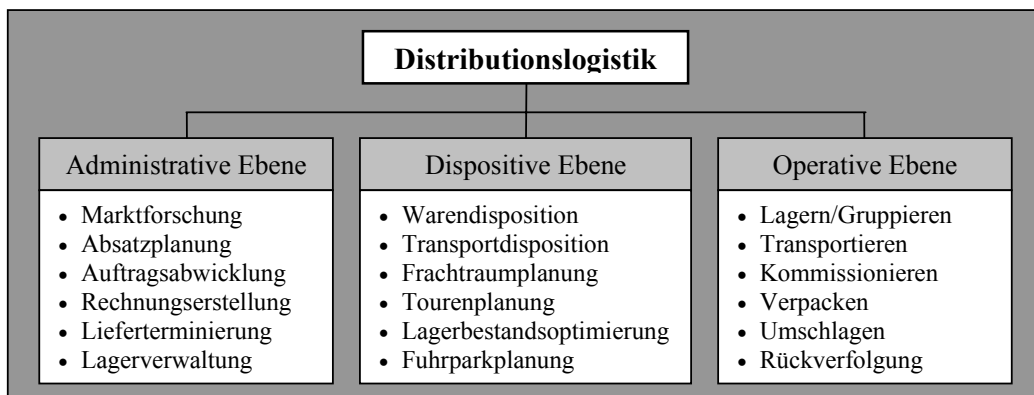 Distributionslogistik
Administrative Ebene
• Marktforschung
• Absatzplanung
• Auftragsabwicklung
• Rechnungserstellung
• Lieferterminierung
• Lagerverwaltung
Dispositive Ebene
• Warendisposition
• Transportdisposition
• Frachtraumplanung
• Tourenplanung
• Lagerbestandsoptimierung
• Fuhrparkplanung
Operative Ebene
• Lagern/Gruppieren
• Transportieren
• Kommissionieren
• Verpacken
• Umschlagen
• Rückverfolgung